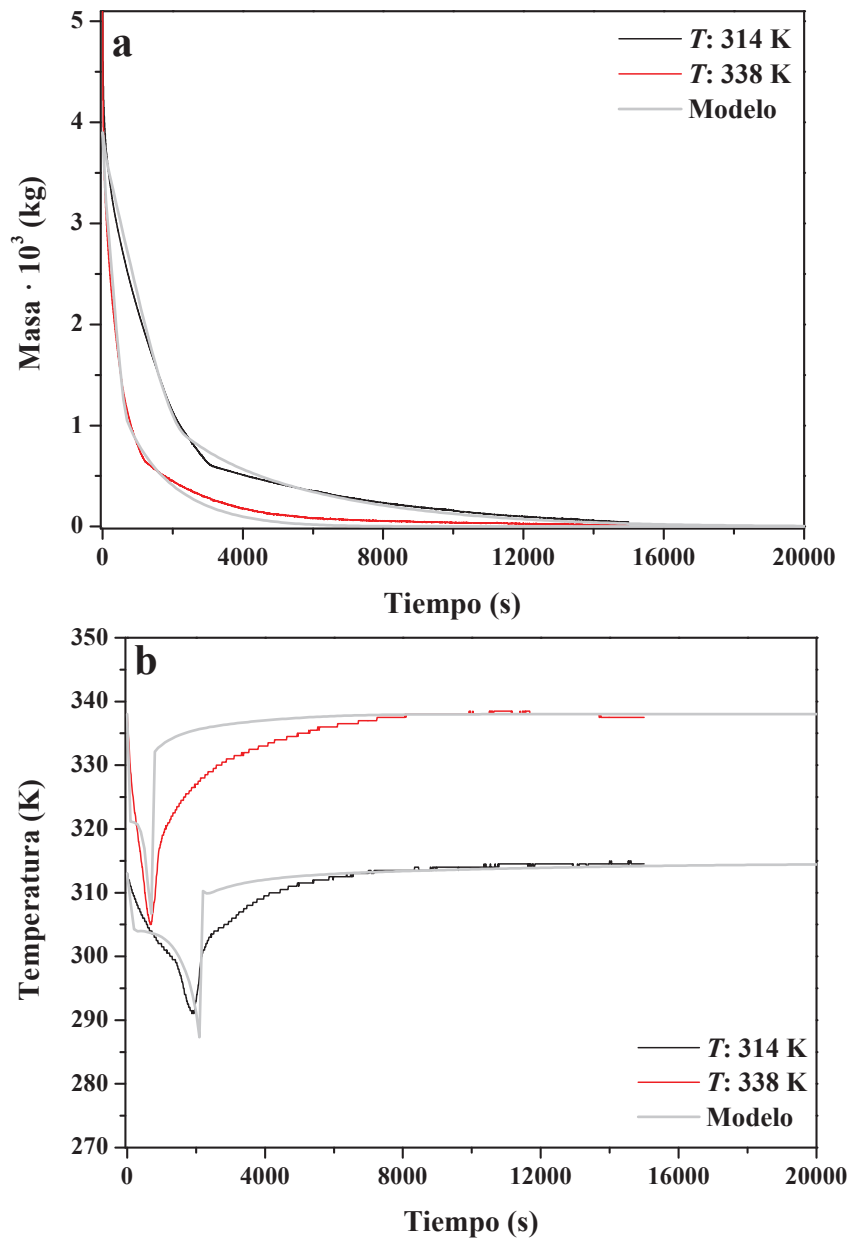 a
T: 314 K
T: 338 K
Modelo
5
4
3
2
1
0
Masa · 10³ (kg)
0 4000 8000 12000 16000 20000
Tiempo (s)
b
350
340
330
320
310
300
290
280
270
Temperatura (K)
T: 314 K
T: 338 K
Modelo
0 4000 8000 12000 16000 20000
Tiempo (s)